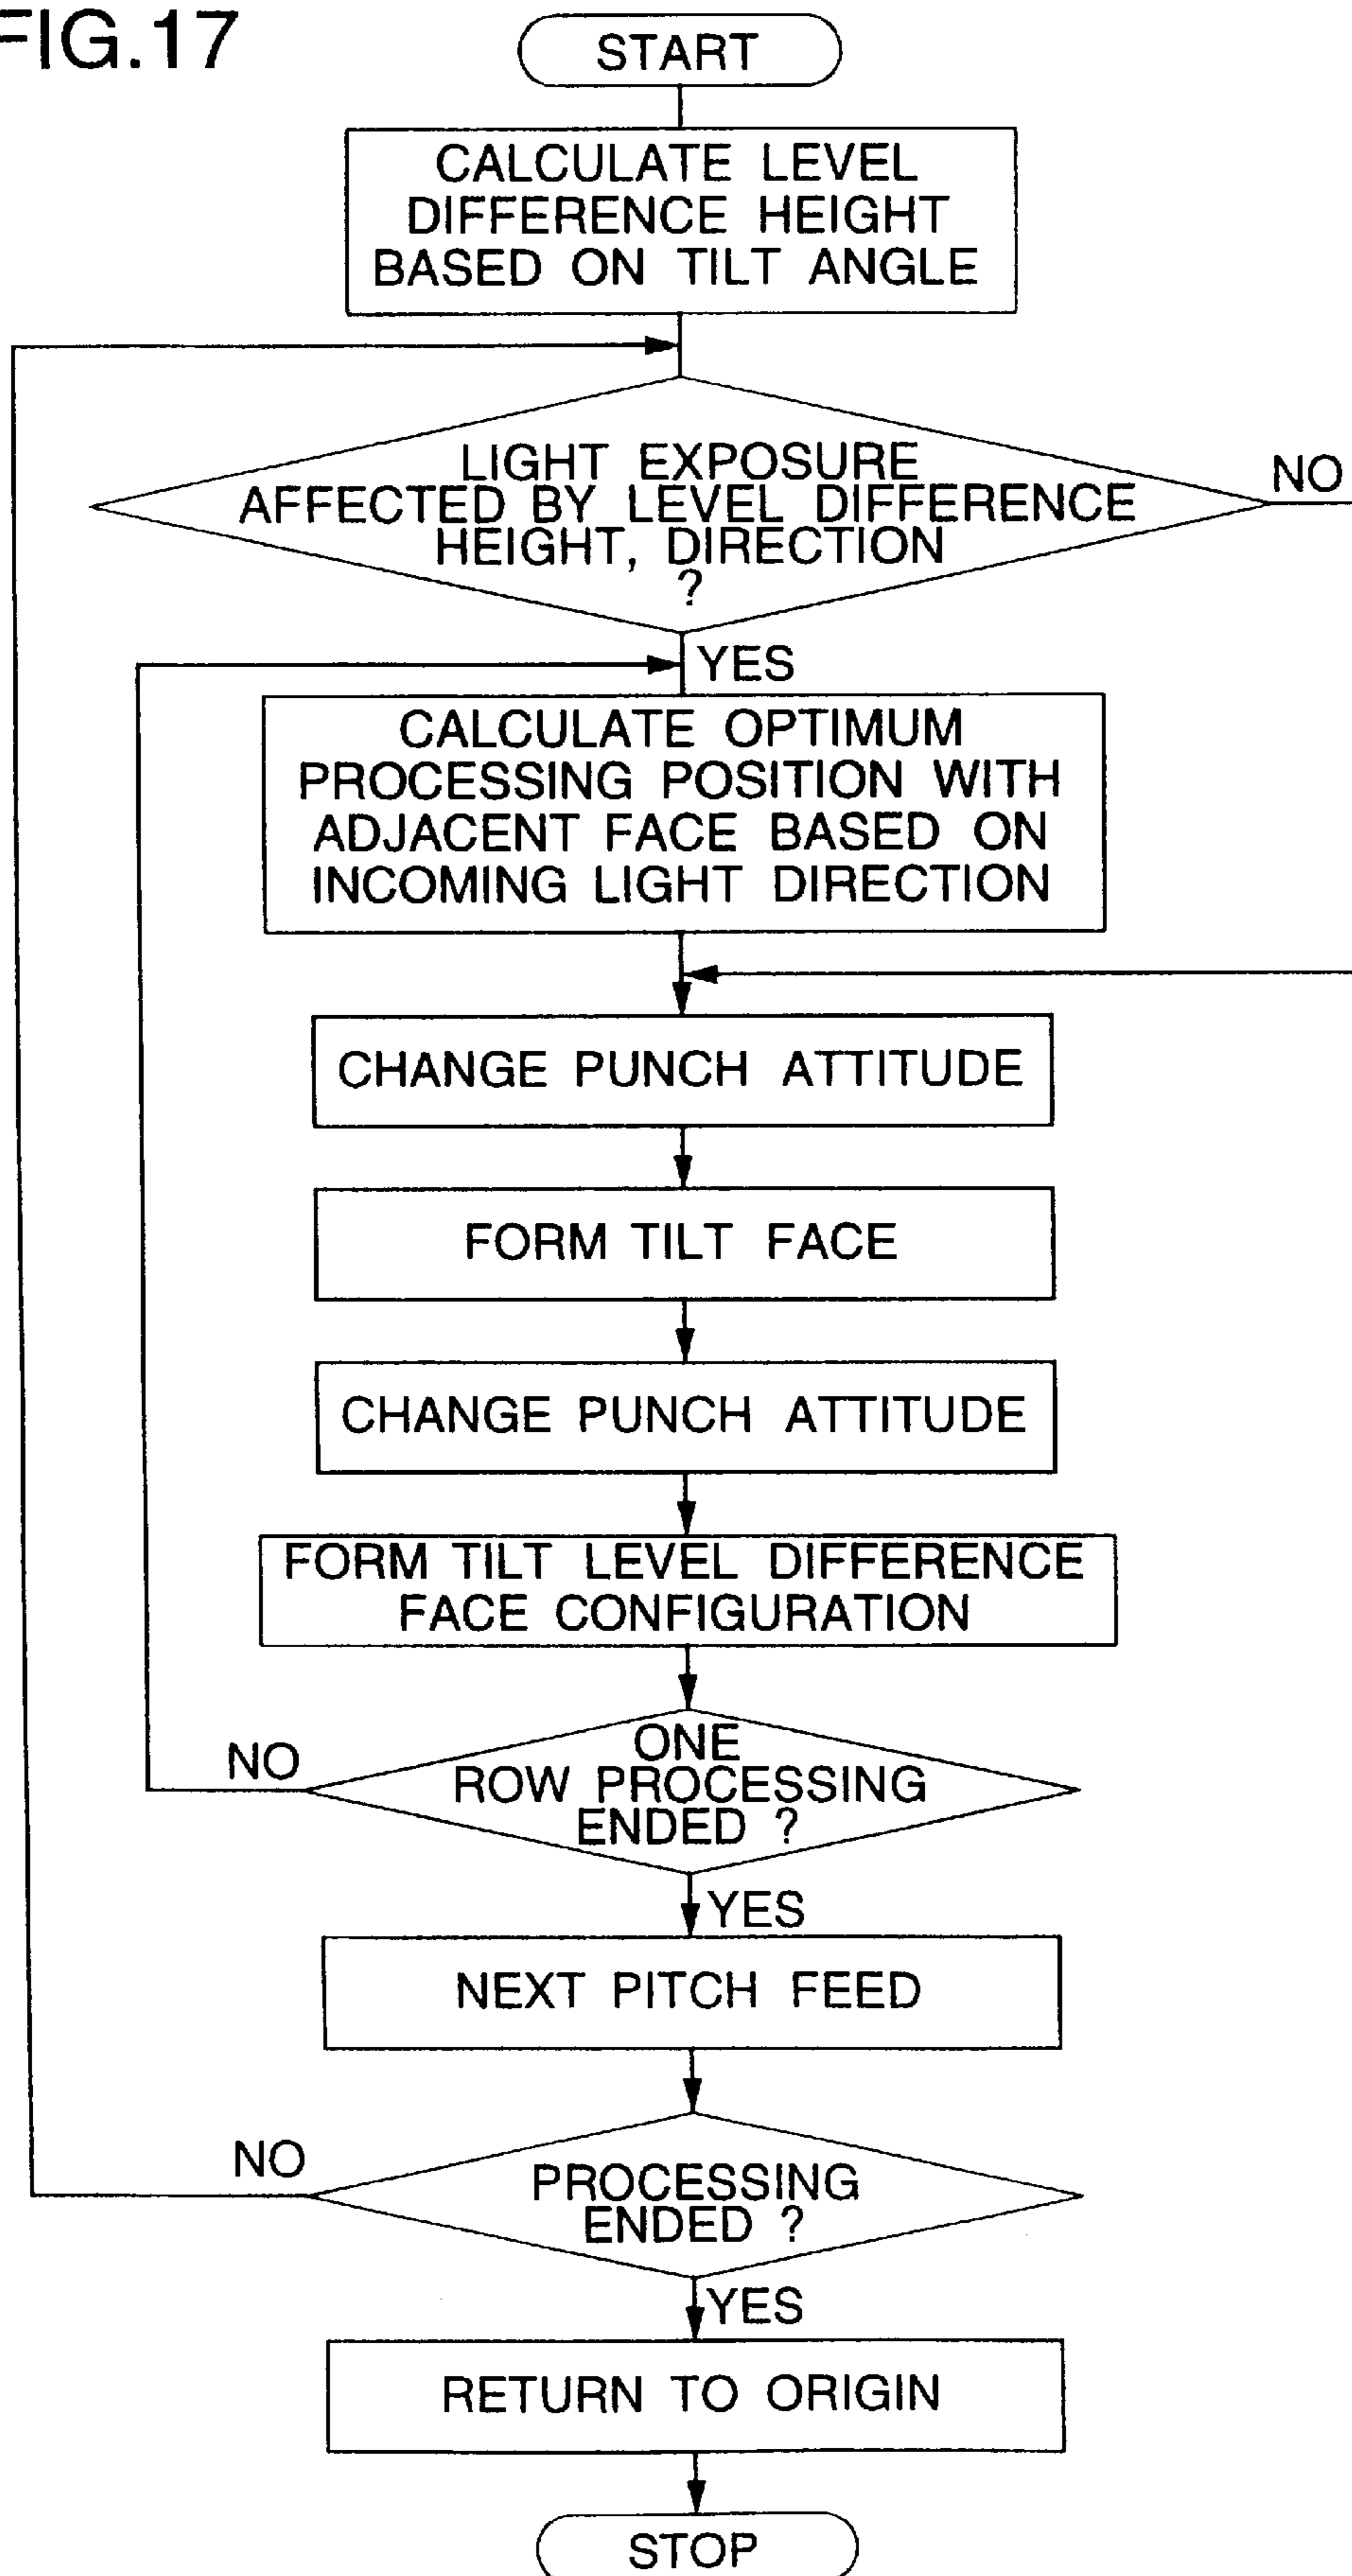 FIG.17
START
CALCULATE LEVEL
DIFFERENCE HEIGHT
BASED ON TILT ANGLE
LIGHT EXPOSURE
AFFECTED BY LEVEL DIFFERENCE
HEIGHT, DIRECTION
?
NO
YES
CALCULATE OPTIMUM
PROCESSING POSITION WITH
ADJACENT FACE BASED ON
INCOMING LIGHT DIRECTION
CHANGE PUNCH ATTITUDE
FORM TILT FACE
CHANGE PUNCH ATTITUDE
FORM TILT LEVEL DIFFERENCE
FACE CONFIGURATION
NO
ONE
ROW PROCESSING
ENDED ?
YES
NEXT PITCH FEED
NO
PROCESSING
ENDED ?
YES
RETURN TO ORIGIN
STOP